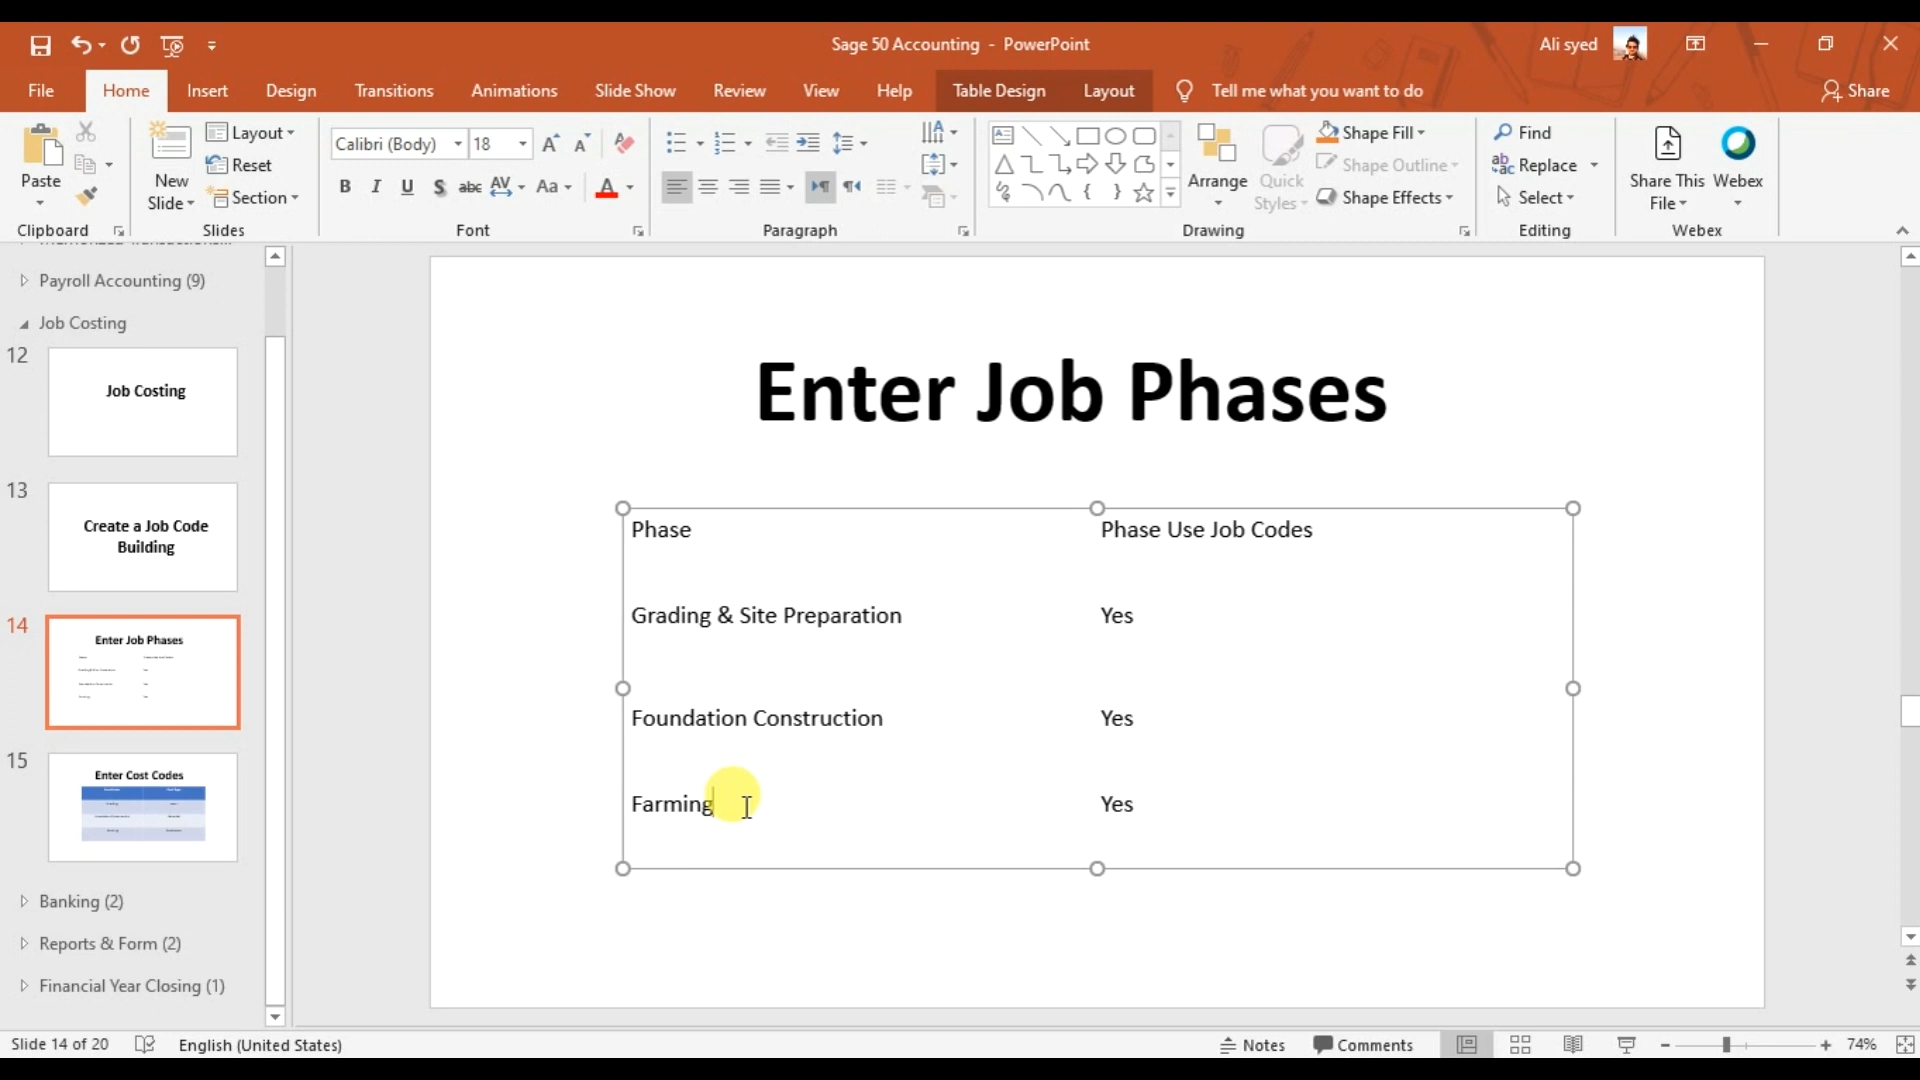 Sage 50 Accounting - PowerPoint
Ali syed
File Home Insert Design Transitions Animations Slide Show Review View Help Table Design Layout Tell me what you want to do Share
Paste
Clipboard
New Slide
Layout
Reset
Section
Slides
Calibri (Body) 18
B I U S abc AV Aa A
Font
Paragraph
Arrange
Quick Styles
Shape Fill
Shape Outline
Shape Effects
Drawing
Find
Replace
Select
Editing
Share This File
Webex
Webex
Payroll Accounting (9)
Job Costing
12
Job Costing
13
Create a Job Code
Building
14
Enter Job Phases
15
Enter Cost Codes
Banking (2)
Reports & Form (2)
Financial Year Closing (1)
Enter Job Phases
Phase Phase Use Job Codes
Grading & Site Preparation Yes
Foundation Construction Yes
Farming Yes
Slide 14 of 20 English (United States) Notes Comments 74%